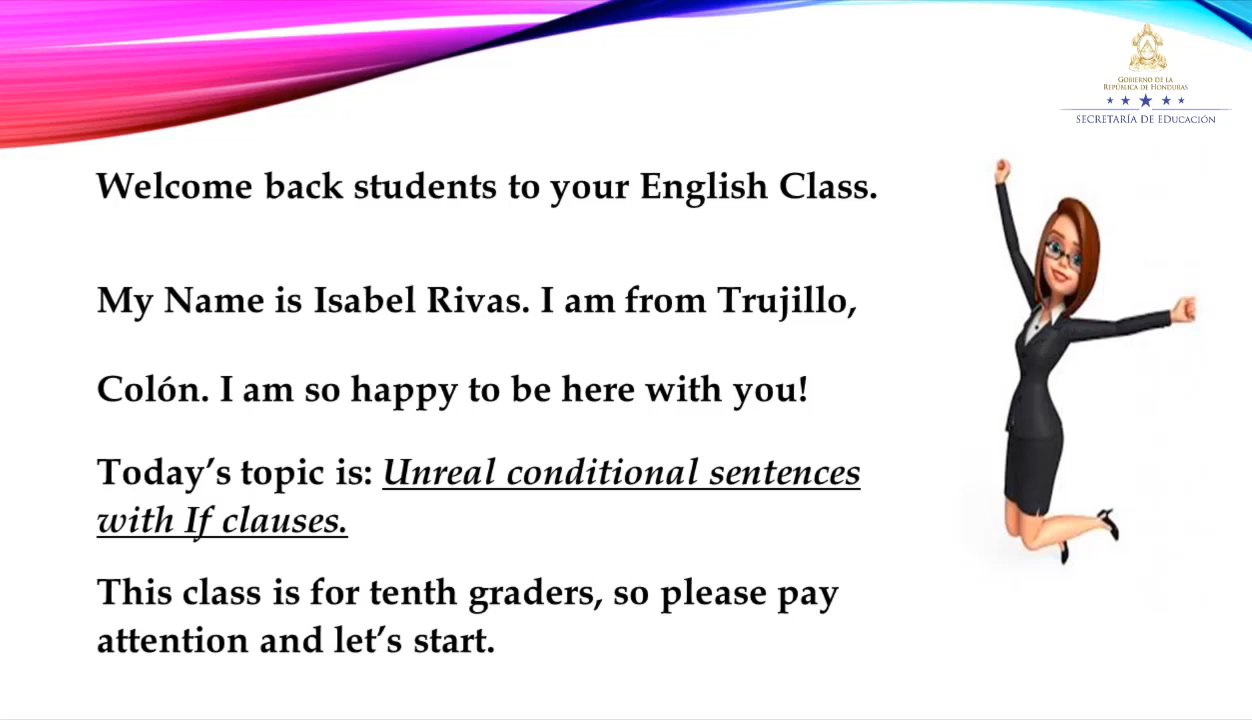 GOBIERNO DE LA
REPÚBLICA DE HONDURAS
SECRETARÍA DE EDUCACIÓN
Welcome back students to your English Class.
My Name is Isabel Rivas. I am from Trujillo,
Colón. I am so happy to be here with you!
Today’s topic is: Unreal conditional sentences
with If clauses.
This class is for tenth graders, so please pay
attention and let’s start.